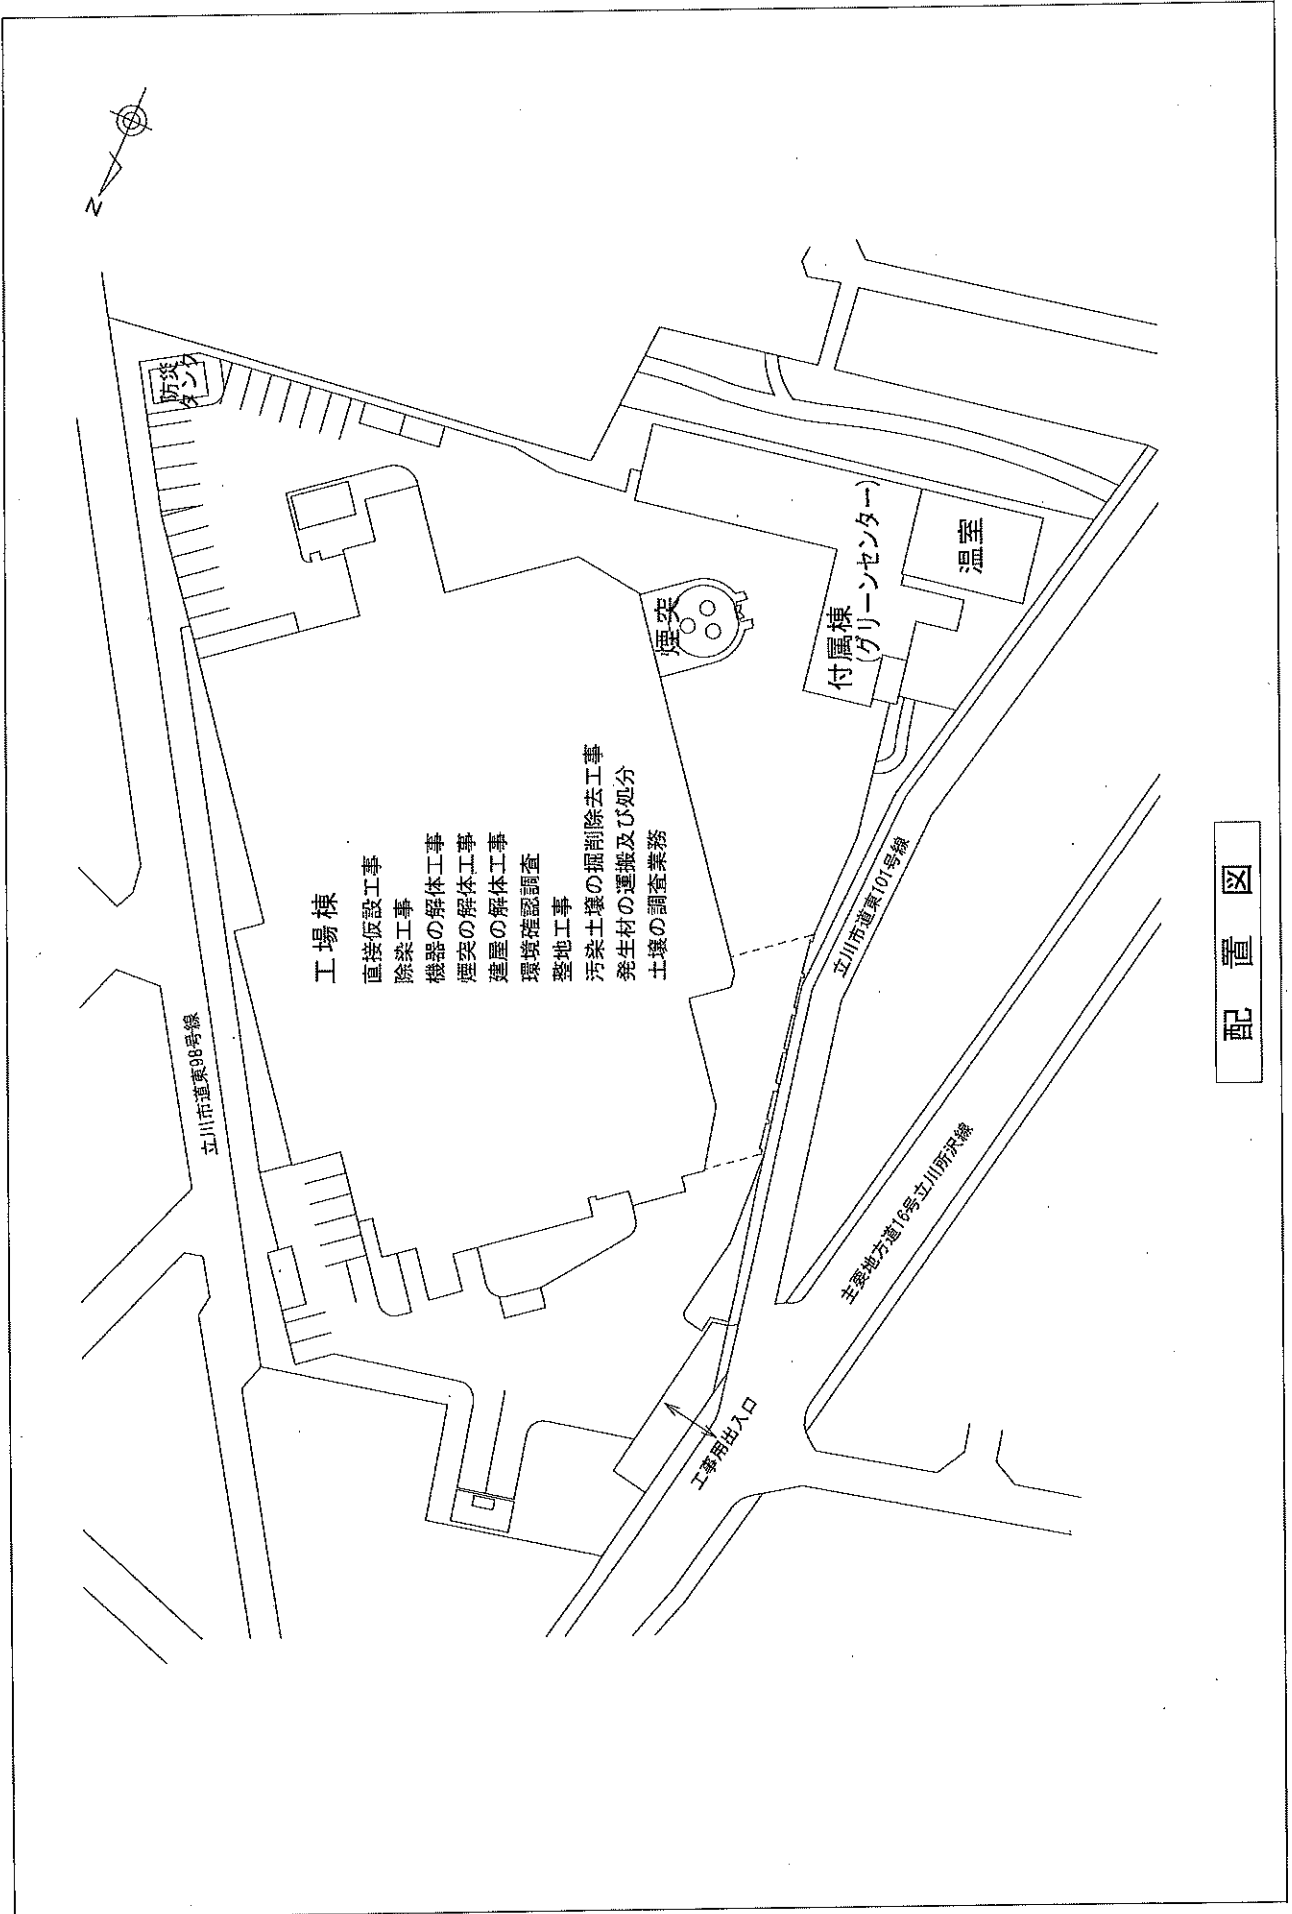 N
防災
タンク
立川市道東98号線
工場棟
直接仮設工事
除染工事
機器の解体工事
煙突の解体工事
建屋の解体工事
環境確認調査
整地工事
汚染土壌の掘削除去工事
発生材の運搬及び処分
土壌の調査業務
煙突
付属棟
(グリーンセンター)
温室
立川市道東101号線
主要地方道16号立川所沢線
工事用出入口
配置図